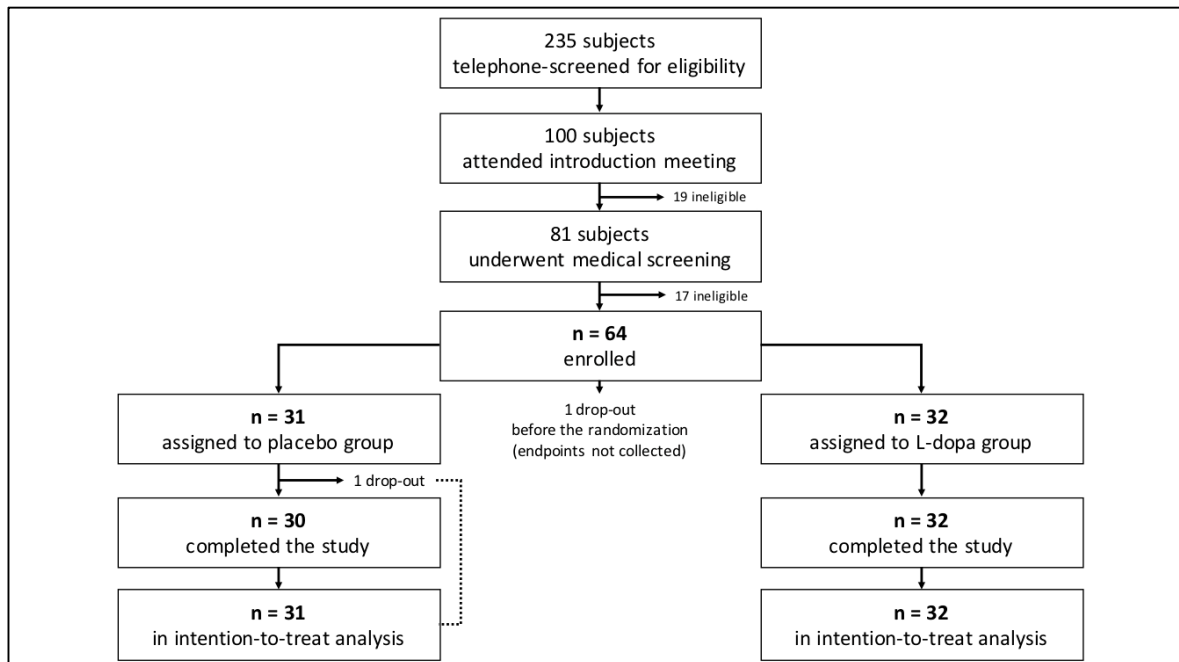 235 subjects
telephone-screened for eligibility
100 subjects
attended introduction meeting
19 ineligible
81 subjects
underwent medical screening
17 ineligible
n = 64
enrolled
n = 31
assigned to placebo group
1 drop-out
before the randomization
(endpoints not collected)
n = 32
assigned to L-dopa group
1 drop-out
n = 30
completed the study
n = 32
completed the study
n = 31
in intention-to-treat analysis
n = 32
in intention-to-treat analysis